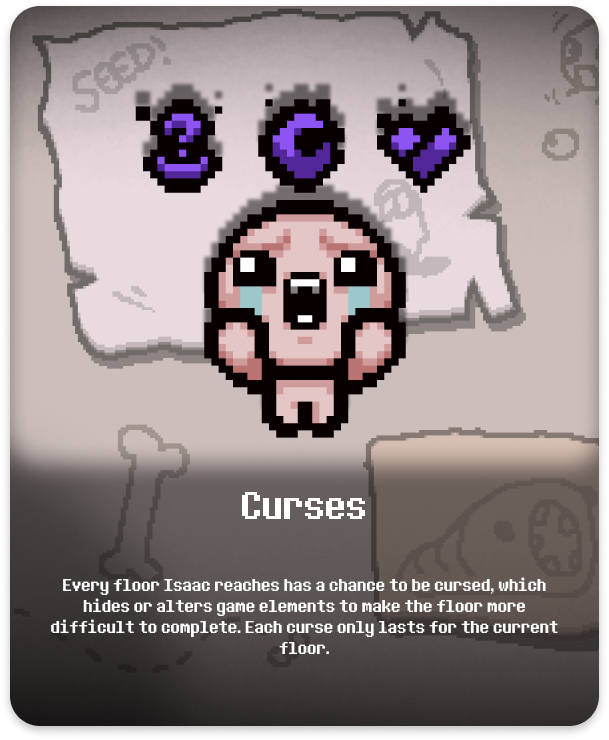 SEED!
Curses
Every floor Isaac reaches has a chance to be cursed, which
hides or alters game elements to make the floor more
difficult to complete. Each curse only lasts for the current
floor.